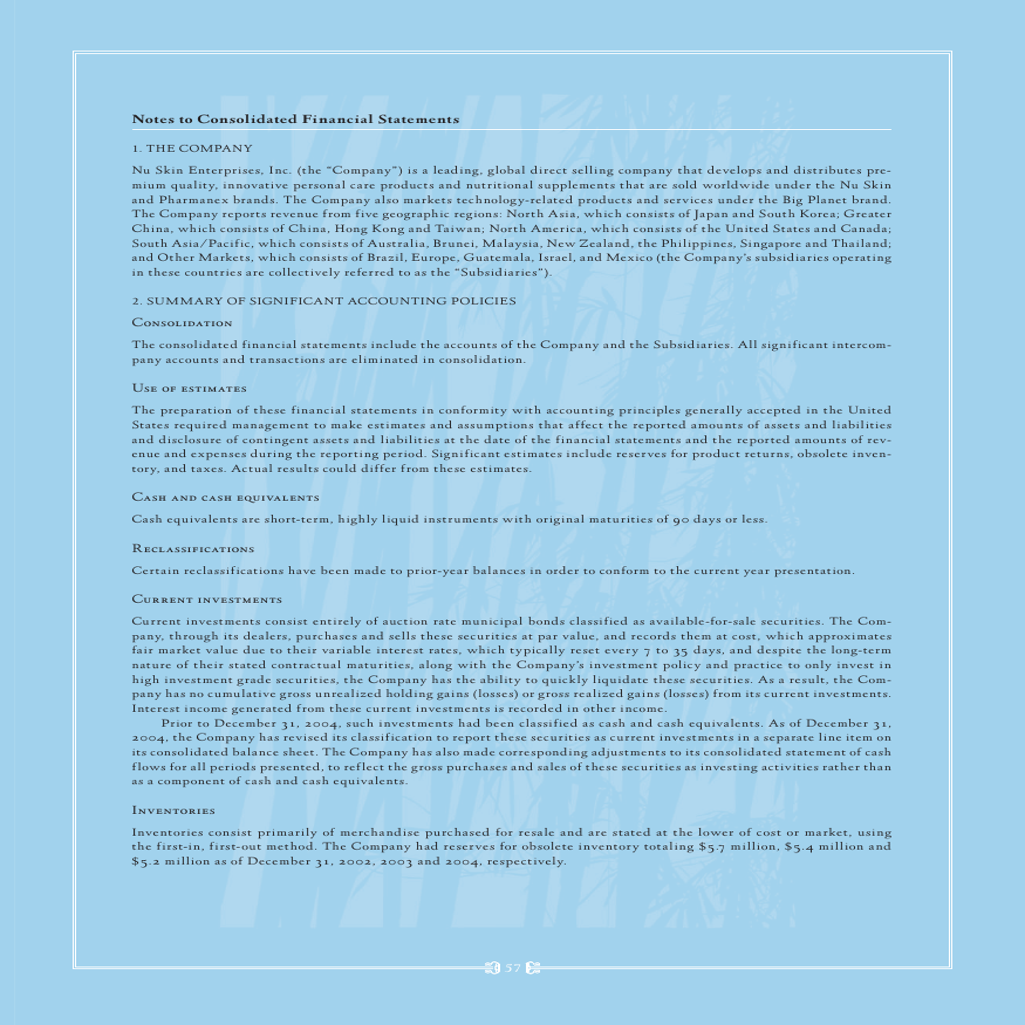 Notes to Consolidated Financial Statements
1. THE COMPANY
Nu Skin Enterprises, Inc. (the “Company”) is a leading, global direct selling company that develops and distributes pre-
mium quality, innovative personal care products and nutritional supplements that are sold worldwide under the Nu Skin
and Pharmanex brands. The Company also markets technology-related products and services under the Big Planet brand.
The Company reports revenue from five geographic regions: North Asia, which consists of Japan and South Korea; Greater
China, which consists of China, Hong Kong and Taiwan; North America, which consists of the United States and Canada;
South Asia/Pacific, which consists of Australia, Brunei, Malaysia, New Zealand, the Philippines, Singapore and Thailand;
and Other Markets, which consists of Brazil, Europe, Guatemala, Israel, and Mexico (the Company’s subsidiaries operating
in these countries are collectively referred to as the “Subsidiaries”).
2. SUMMARY OF SIGNIFICANT ACCOUNTING POLICIES
Consolidation
The consolidated financial statements include the accounts of the Company and the Subsidiaries. All significant intercom-
pany accounts and transactions are eliminated in consolidation.
Use of estimates
The preparation of these financial statements in conformity with accounting principles generally accepted in the United
States required management to make estimates and assumptions that affect the reported amounts of assets and liabilities
and disclosure of contingent assets and liabilities at the date of the financial statements and the reported amounts of rev-
enue and expenses during the reporting period. Significant estimates include reserves for product returns, obsolete inven-
tory, and taxes. Actual results could differ from these estimates.
Cash and cash equivalents
Cash equivalents are short-term, highly liquid instruments with original maturities of 90 days or less.
Reclassifications
Certain reclassifications have been made to prior-year balances in order to conform to the current year presentation.
Current investments
Current investments consist entirely of auction rate municipal bonds classified as available-for-sale securities. The Com-
pany, through its dealers, purchases and sells these securities at par value, and records them at cost, which approximates
fair market value due to their variable interest rates, which typically reset every 7 to 35 days, and despite the long-term
nature of their stated contractual maturities, along with the Company’s investment policy and practice to only invest in
high investment grade securities, the Company has the ability to quickly liquidate these securities. As a result, the Com-
pany has no cumulative gross unrealized holding gains (losses) or gross realized gains (losses) from its current investments.
Interest income generated from these current investments is recorded in other income.
Prior to December 31, 2004, such investments had been classified as cash and cash equivalents. As of December 31,
2004, the Company has revised its classification to report these securities as current investments in a separate line item on
its consolidated balance sheet. The Company has also made corresponding adjustments to its consolidated statement of cash
flows for all periods presented, to reflect the gross purchases and sales of these securities as investing activities rather than
as a component of cash and cash equivalents.
Inventories
Inventories consist primarily of merchandise purchased for resale and are stated at the lower of cost or market, using
the first-in, first-out method. The Company had reserves for obsolete inventory totaling $5.7 million, $5.4 million and
$5.2 million as of December 31, 2002, 2003 and 2004, respectively.
57